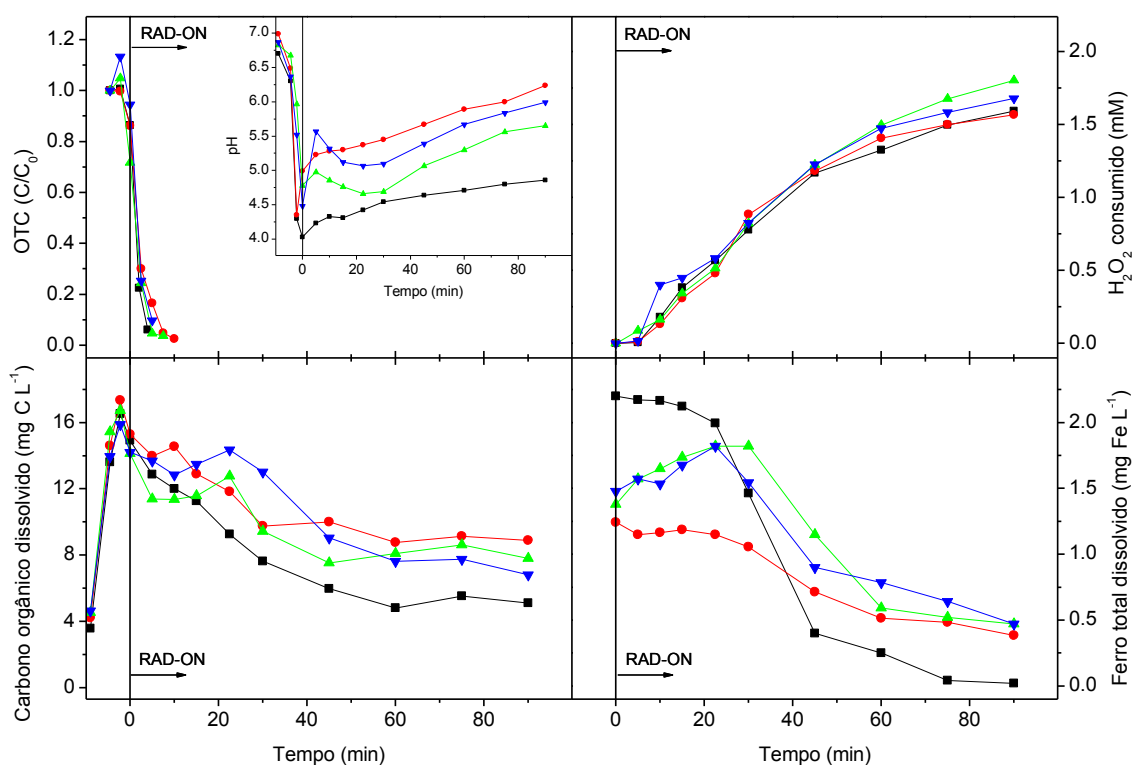 RAD-ON
OTC (C/C₀)
1.2
1.0
0.8
0.6
0.4
0.2
0.0
pH
7.0
6.5
6.0
5.5
5.0
4.5
4.0
0 20 40 60 80
Tempo (min)
RAD-ON
2.0
1.5
1.0
0.5
0.0
H₂O₂ consumido (mM)
Carbono orgânico dissolvido (mg C L⁻¹)
16
12
8
4
0
RAD-ON
0 20 40 60 80
Tempo (min)
RAD-ON
2.0
1.5
1.0
0.5
0.0
Ferro total dissolvido (mg Fe L⁻¹)
0 20 40 60 80
Tempo (min)